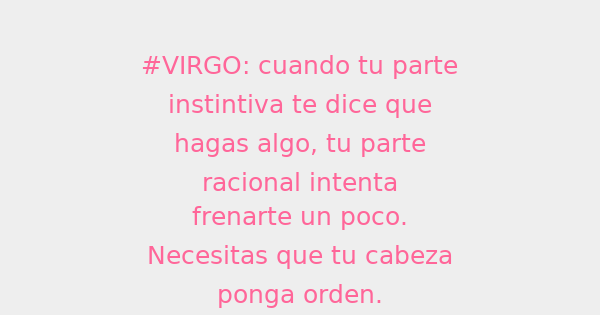 #VIRGO: cuando tu parte
instintiva te dice que
hagas algo, tu parte
racional intenta
frenarte un poco.
Necesitas que tu cabeza
ponga orden.